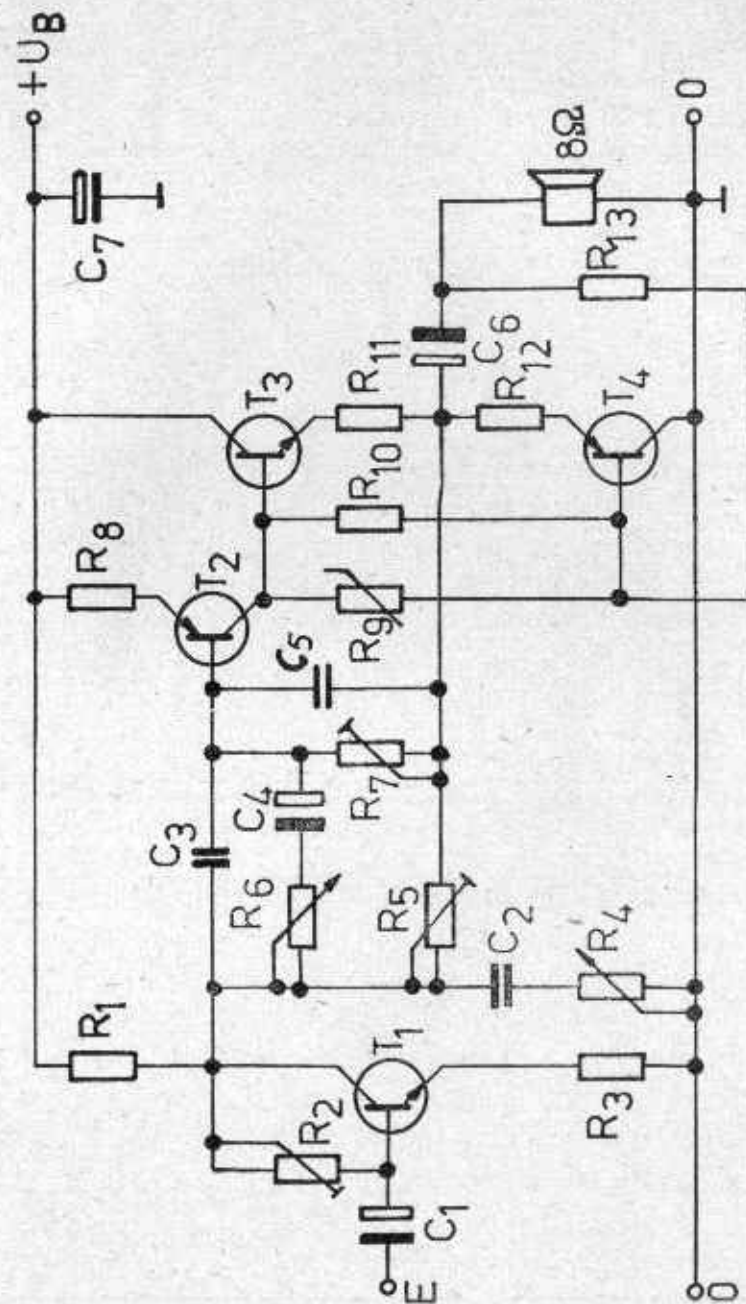 +U_B
C₇
R₈
T₂
T₃
R₁₁
R₁₀
R₉
C₅
C₃
C₄
R₇
R₆
R₅
C₂
R₄
R₁
T₁
R₂
C₁
E
R₃
C₆
R₁₂
T₄
8Ω
R₁₃
0
0